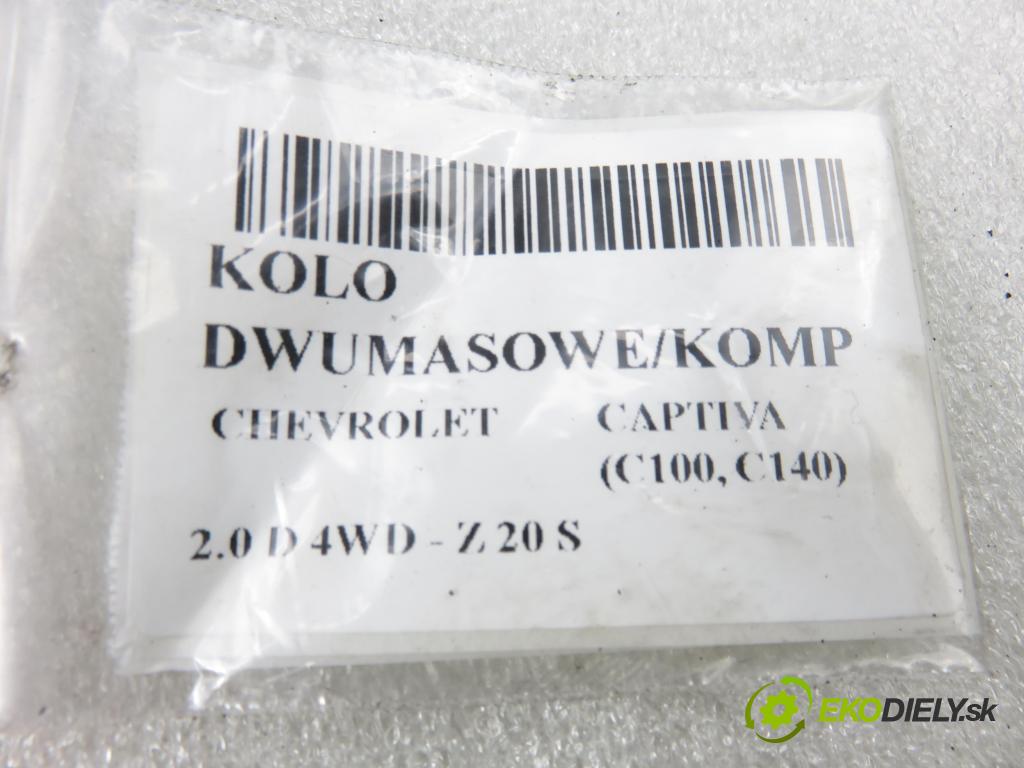 KOLO
DWUMASOWE/KOMP
CHEVROLET CAPTIVA
(C100, C140)
2.0 D 4WD - Z 20 S
EKODIELY.sk